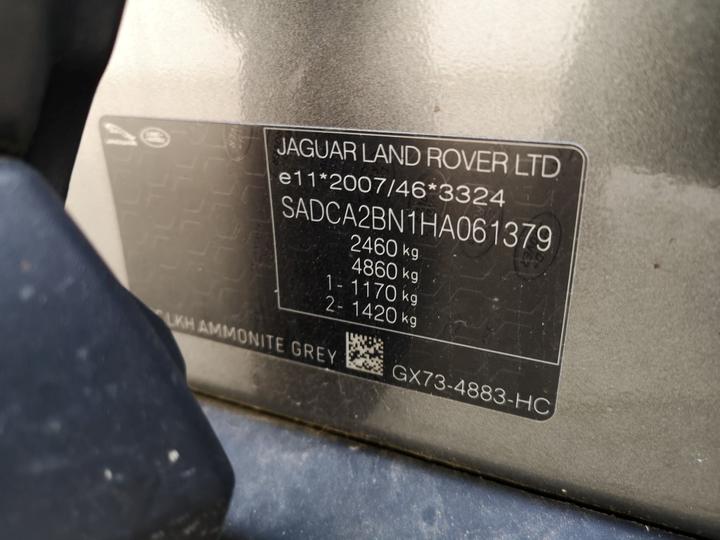 JAGUAR LAND ROVER LTD
e11*2007/46*3324
SADCA2BN1HA061379
2460 kg
4860 kg
1- 1170 kg
2- 1420 kg
LKH AMMONITE GREY
GX73-4883-HC